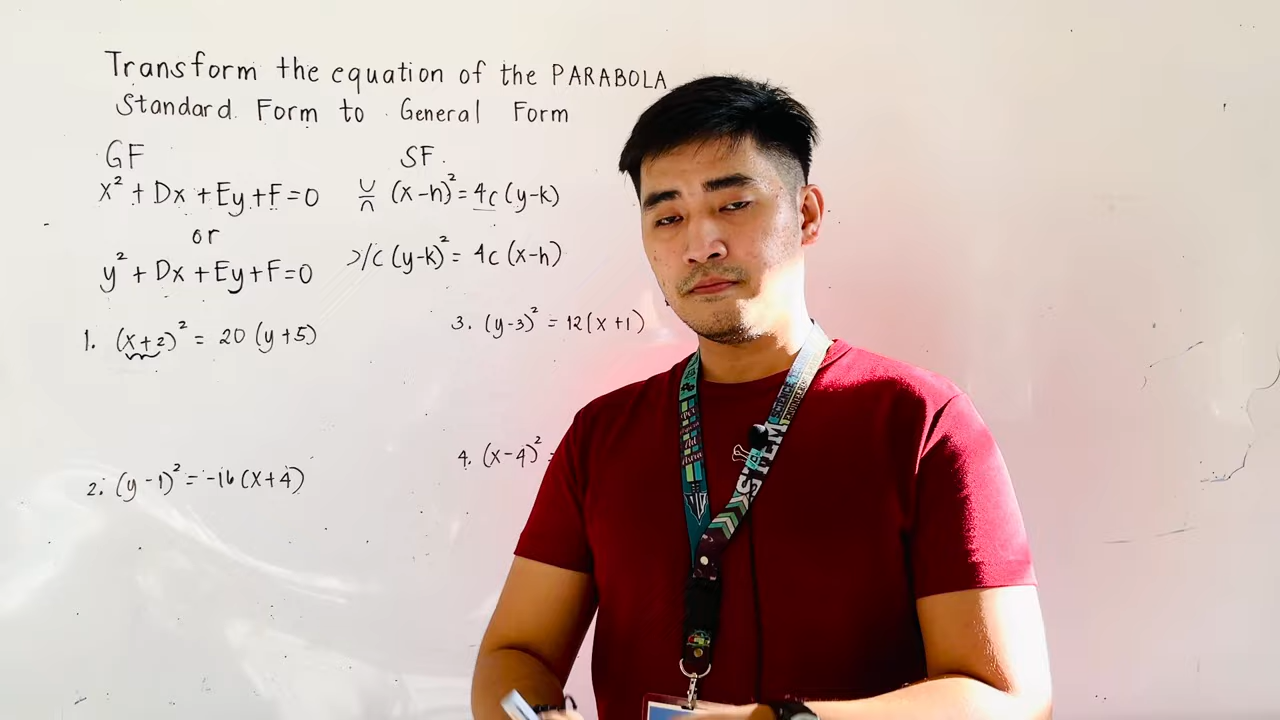 Transform the equation of the PARABOLA
Standard Form to General Form
GF
x² + Dx + Ey + F = 0
or
y² + Dx + Ey + F = 0
SF.
(x-h)² = 4c (y-k)
(y-k)² = 4c (x-h)
1. (x+2)² = 20 (y+5)
2. (y-1)² = -16 (x+4)
3. (y-3)² = 12 (x+1)
4. (x-4)²
SCIENCE
STEM